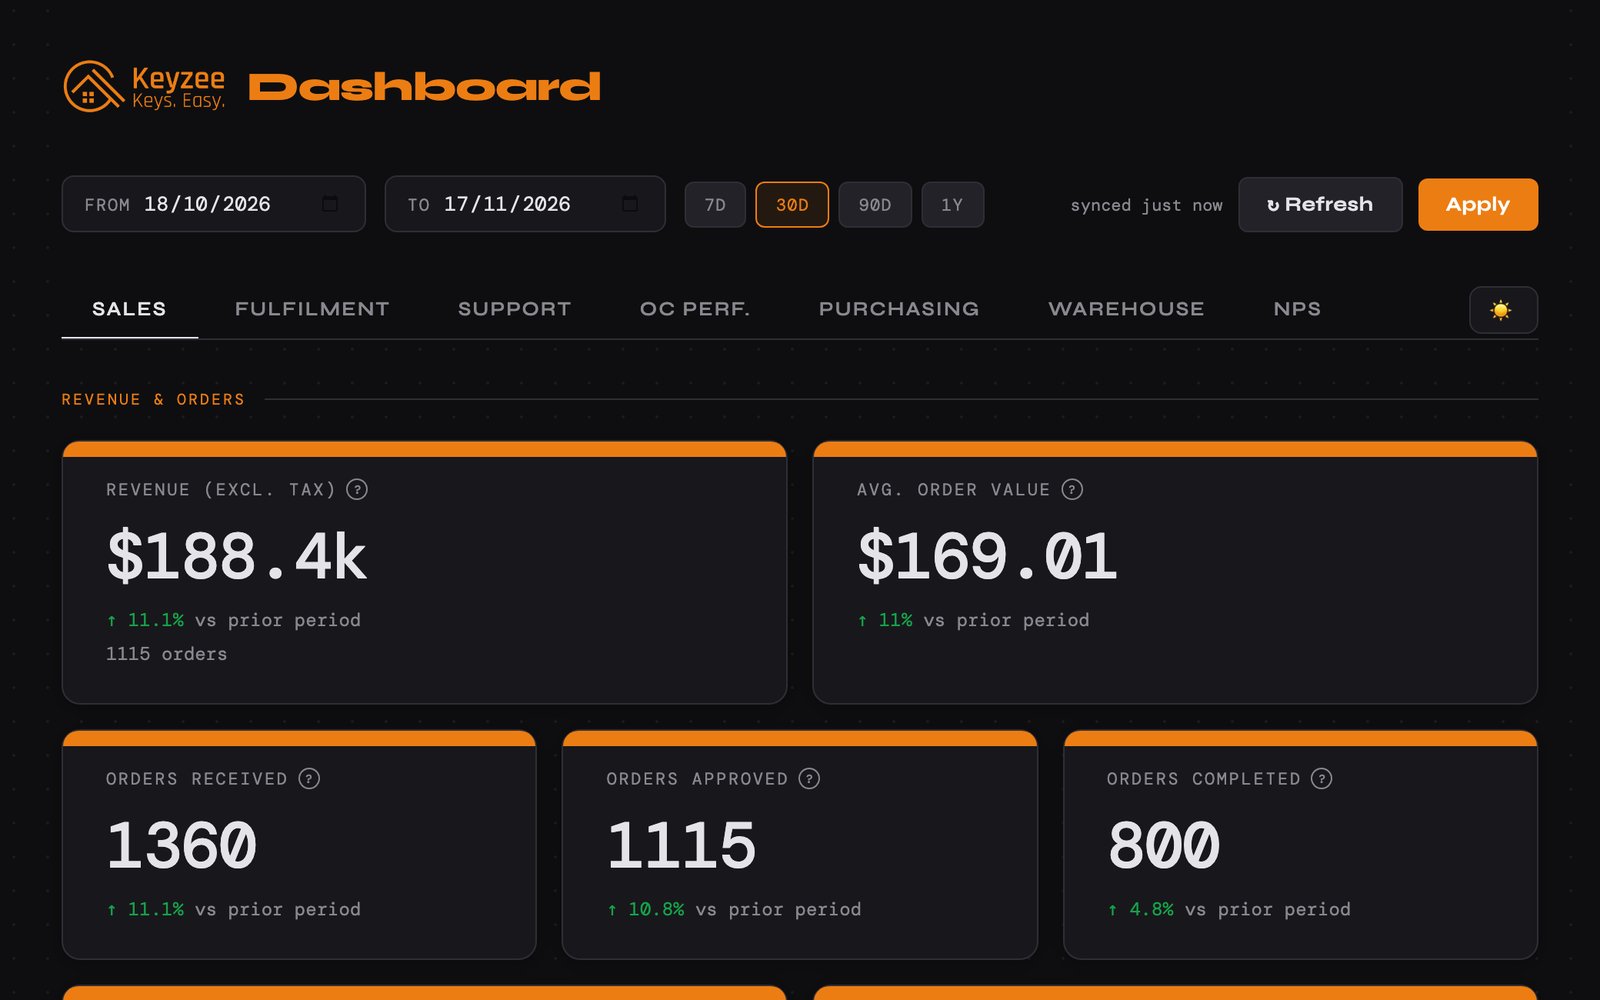 Keyzee
Keys. Easy.
Dashboard
FROM 18/10/2026
TO 17/11/2026
7D
30D
90D
1Y
synced just now
↻ Refresh
Apply
SALES
FULFILMENT
SUPPORT
OC PERF.
PURCHASING
WAREHOUSE
NPS
REVENUE & ORDERS
REVENUE (EXCL. TAX) ?
$188.4k
↑ 11.1% vs prior period
1115 orders
AVG. ORDER VALUE ?
$169.01
↑ 11% vs prior period
ORDERS RECEIVED ?
1360
↑ 11.1% vs prior period
ORDERS APPROVED ?
1115
↑ 10.8% vs prior period
ORDERS COMPLETED ?
800
↑ 4.8% vs prior period